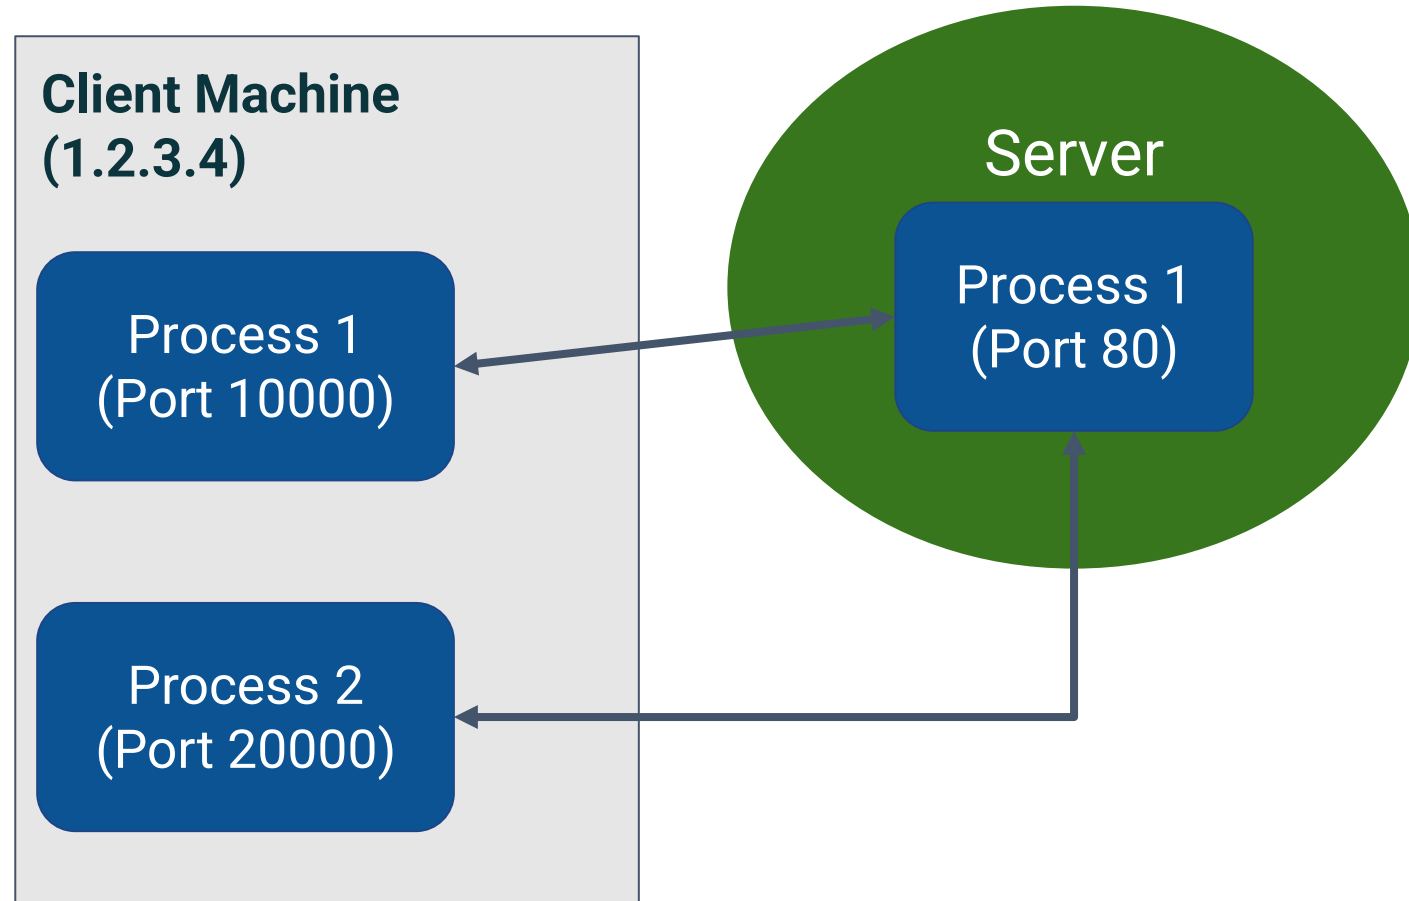 Client Machine
(1.2.3.4)
Process 1
(Port 10000)
Process 2
(Port 20000)
Server
Process 1
(Port 80)